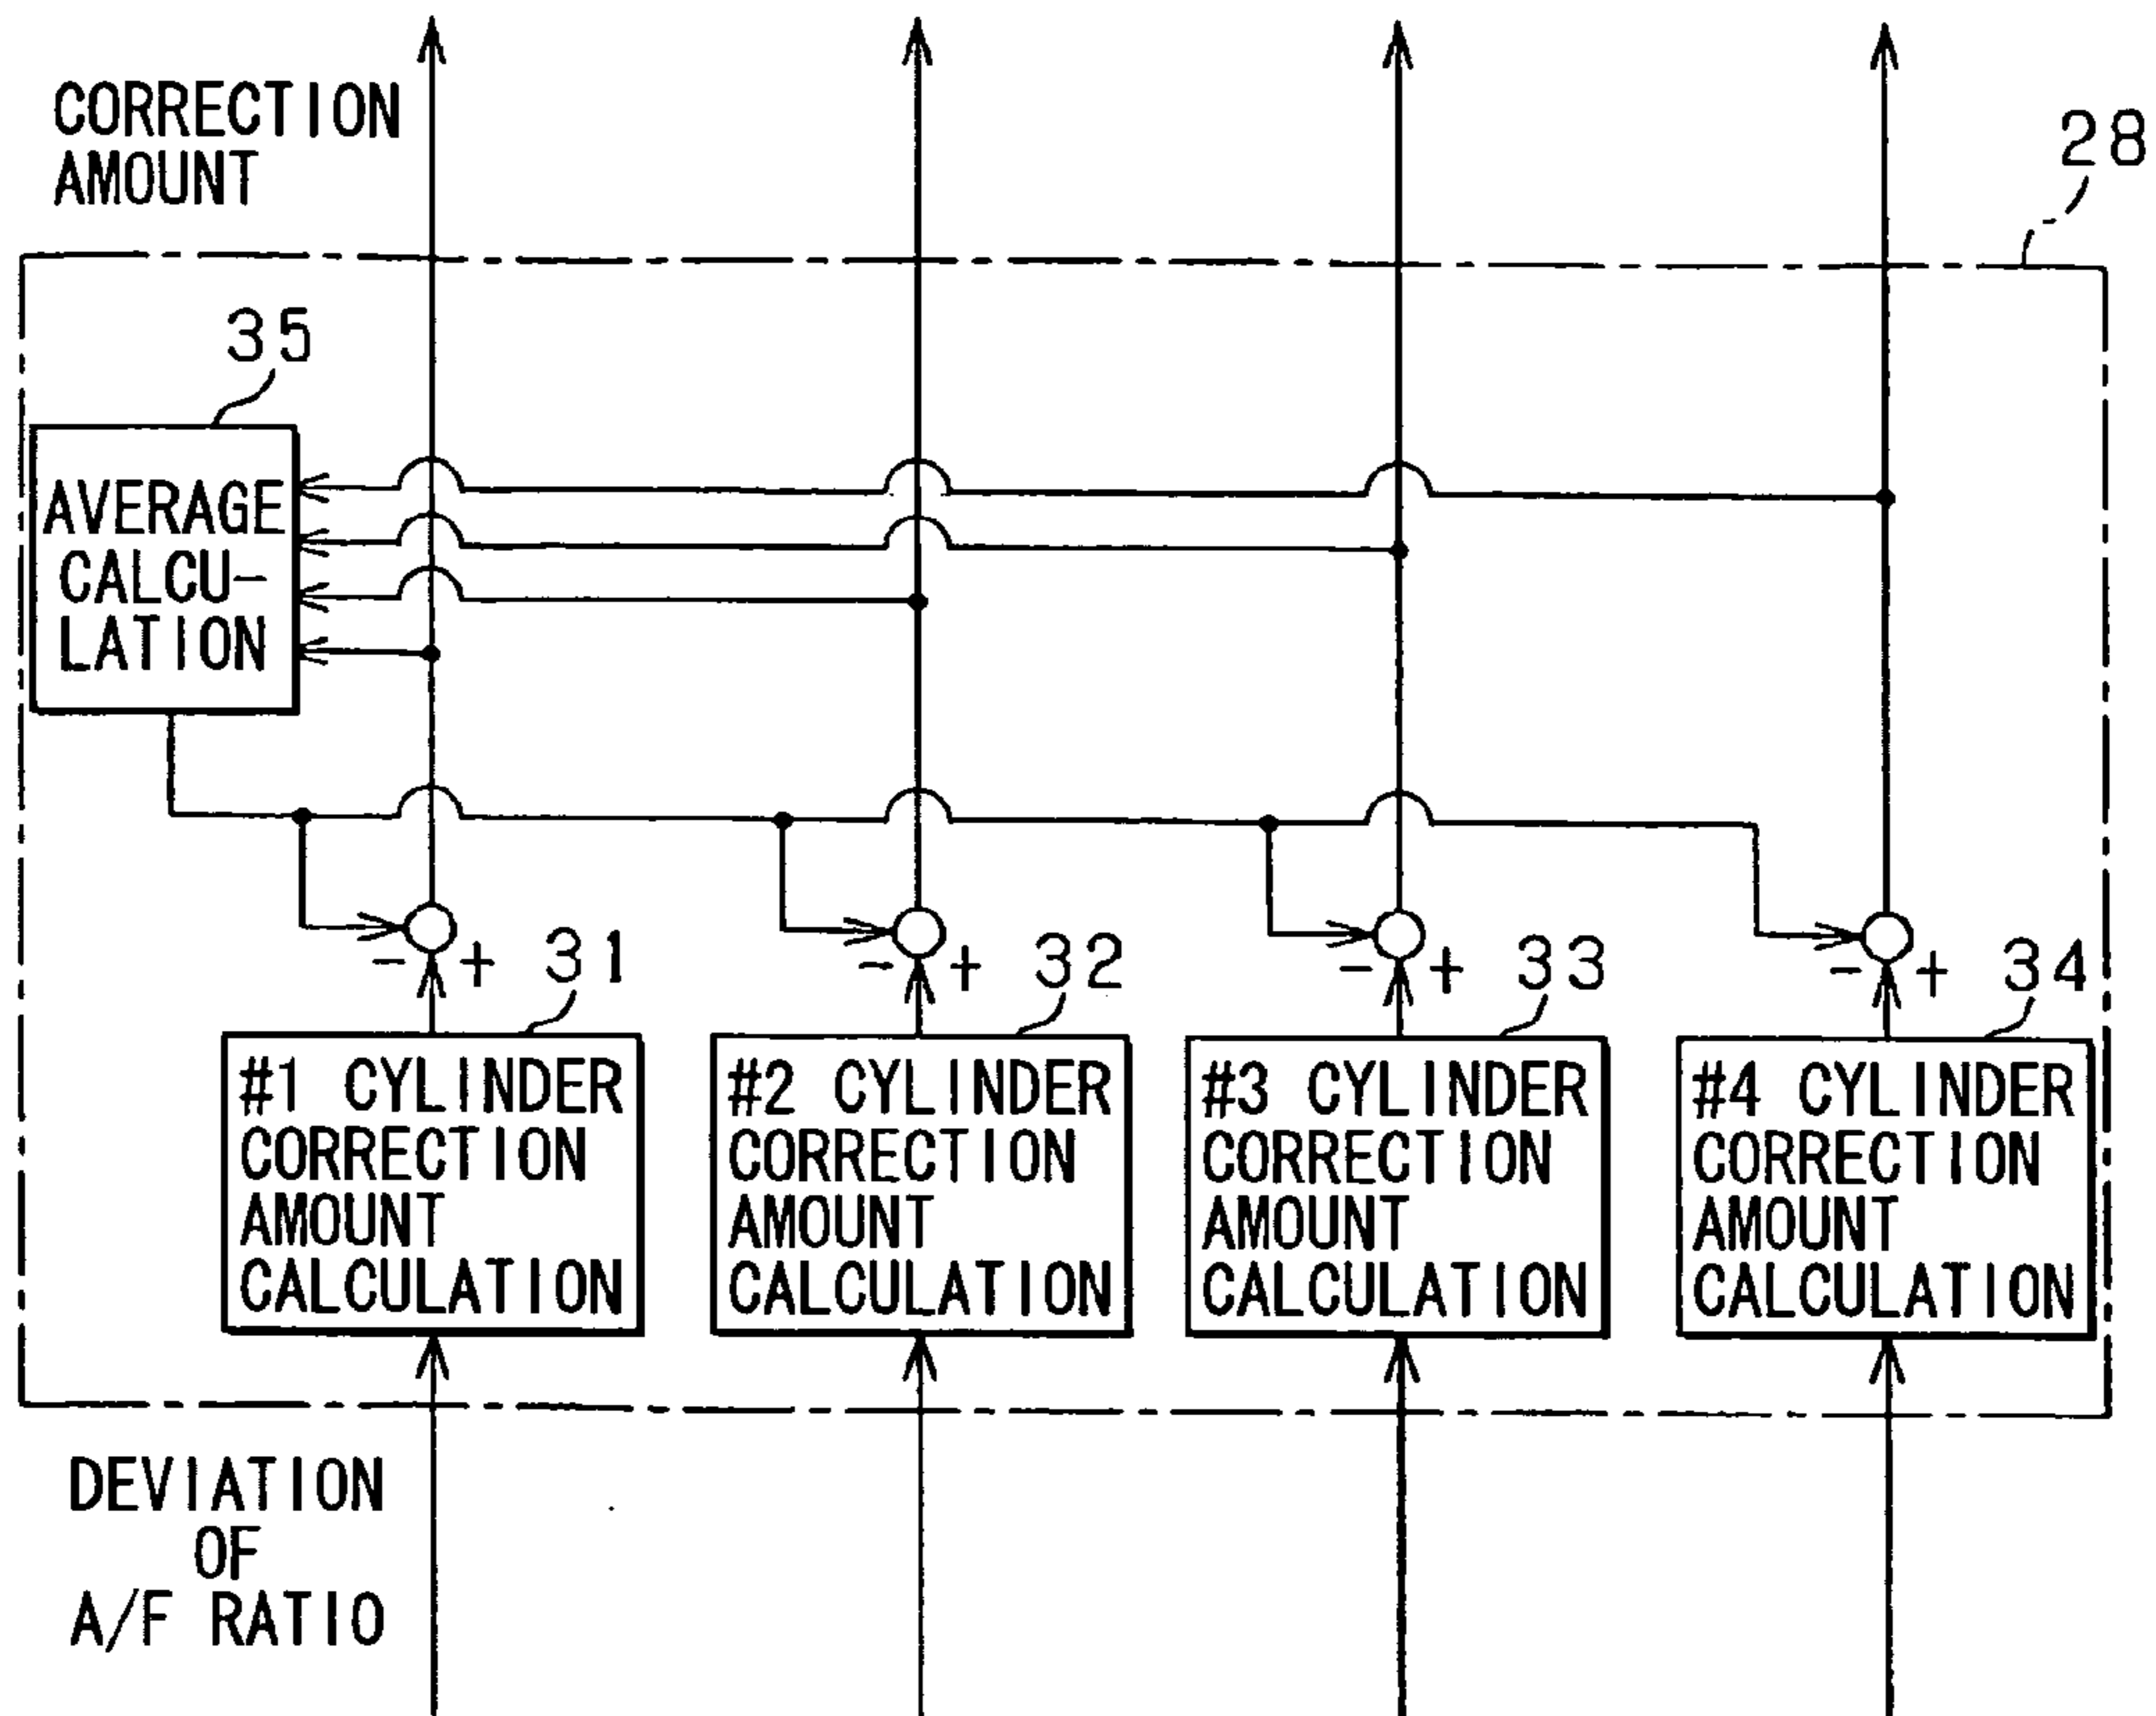 CORRECTION
AMOUNT
28
35
AVERAGE
CALCU-
LATION
- + 31
- + 32
- + 33
- + 34
#1 CYLINDER
CORRECTION
AMOUNT
CALCULATION
#2 CYLINDER
CORRECTION
AMOUNT
CALCULATION
#3 CYLINDER
CORRECTION
AMOUNT
CALCULATION
#4 CYLINDER
CORRECTION
AMOUNT
CALCULATION
DEVIATION
OF
A/F RATIO